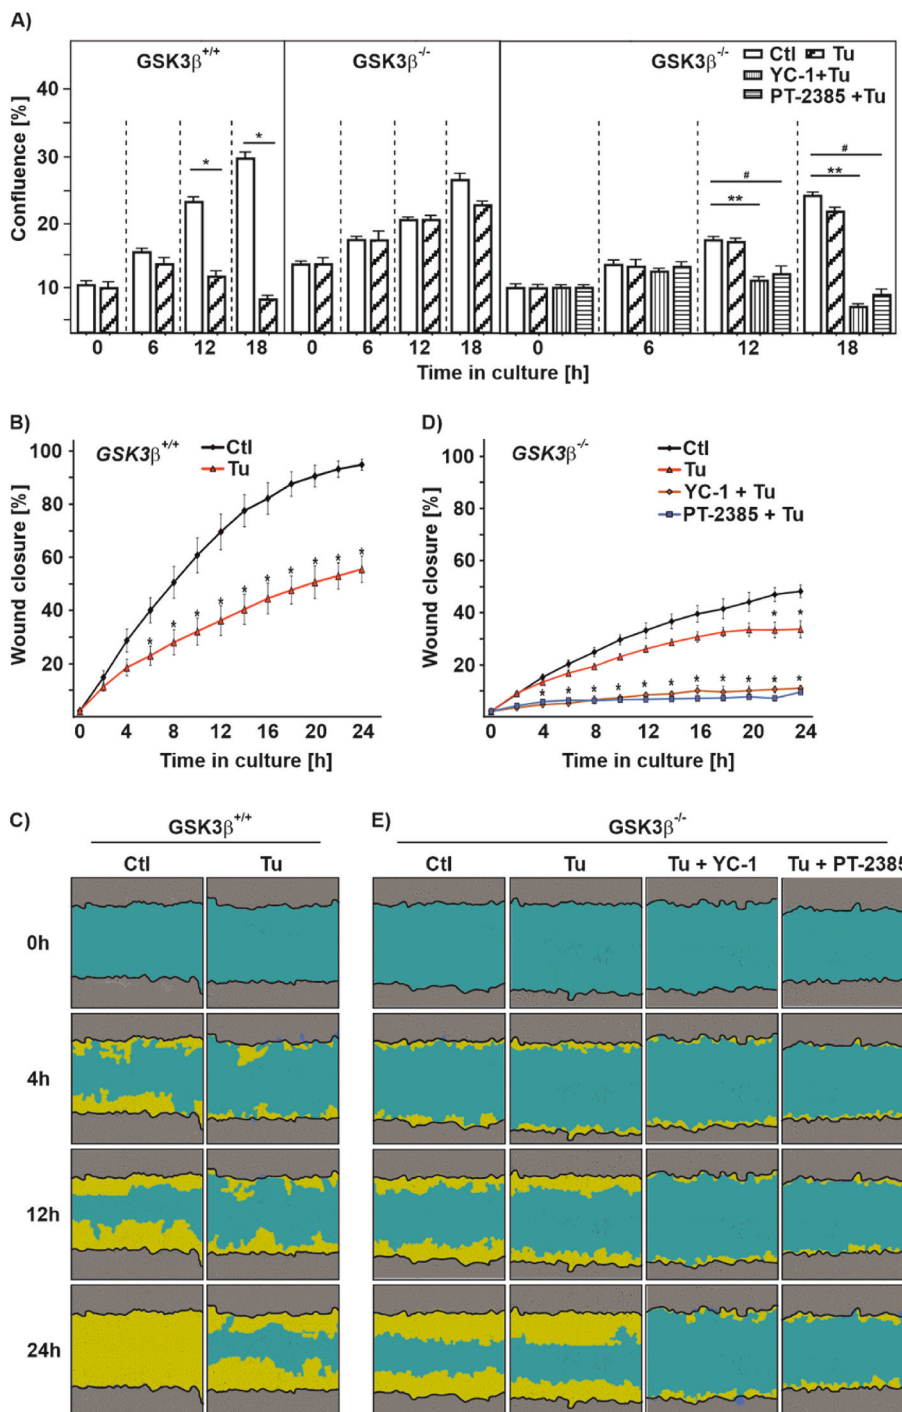 A)
GSK3β+/+
GSK3β-/-
GSK3β-/-
Ctl Tu
YC-1+Tu
PT-2385 +Tu
Confluence [%]
40
30
20
10
* *
# **
# **
0 6 12 18
0 6 12 18
0 6 12 18
Time in culture [h]
B)
GSK3β+/+
Ctl
Tu
Wound closure [%]
100
80
60
40
20
* * * * * * * * * *
0 4 8 12 16 20 24
Time in culture [h]
D)
GSK3β-/-
Ctl
Tu
YC-1 + Tu
PT-2385 + Tu
Wound closure [%]
100
80
60
40
20
* *
* * * * * * * * * * *
0 4 8 12 16 20 24
Time in culture [h]
C)
GSK3β+/+
Ctl Tu
E)
GSK3β-/-
Ctl Tu Tu + YC-1 Tu + PT-2385
0h
4h
12h
24h